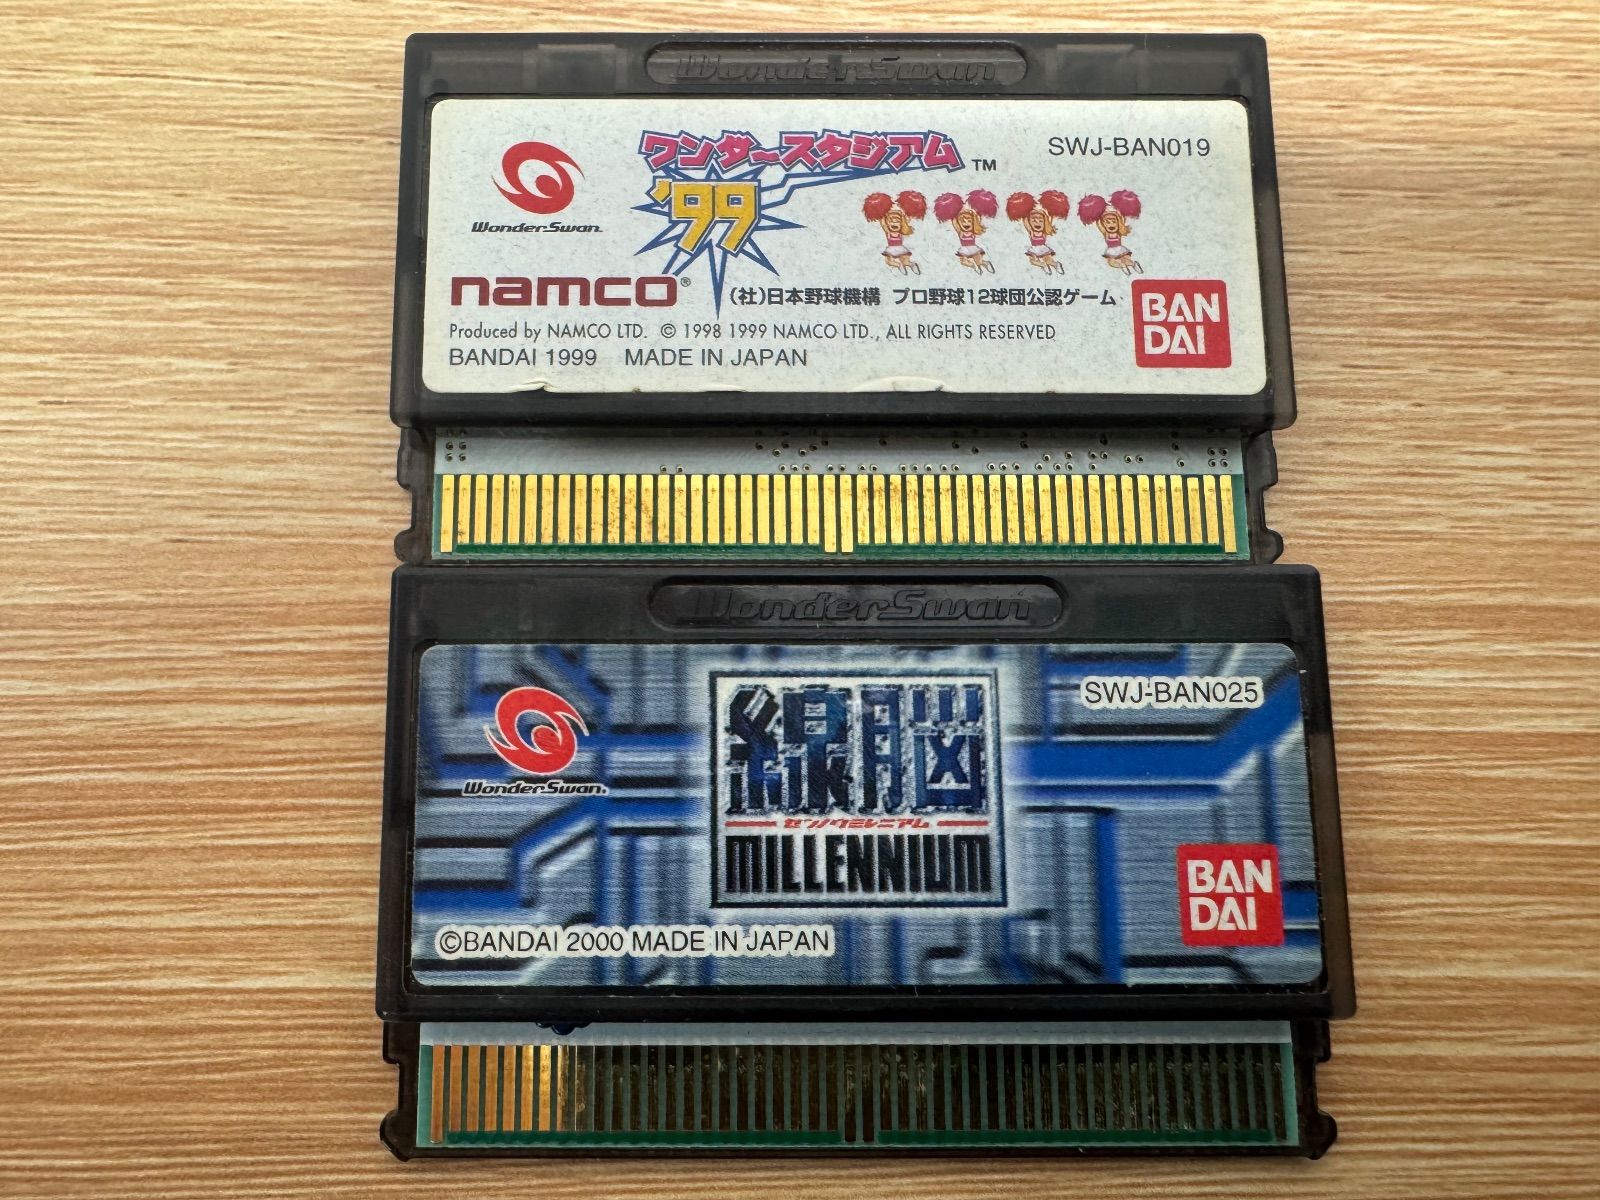 WonderSwan
ワンダースタジアム™
'99
SWJ-BAN019
WonderSwan
namco®
(社)日本野球機構 プロ野球12球団公認ゲーム
BAN
DAI
Produced by NAMCO LTD. © 1998 1999 NAMCO LTD., ALL RIGHTS RESERVED
BANDAI 1999 MADE IN JAPAN
WonderSwan
SWJ-BAN025
WonderSwan.
線脳
センノウミレニアム
MILLENNIUM
BAN
DAI
©BANDAI 2000 MADE IN JAPAN